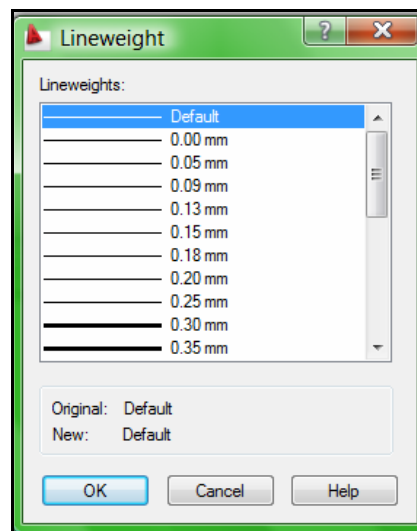 Lineweight
Lineweights:
Default
0.00 mm
0.05 mm
0.09 mm
0.13 mm
0.15 mm
0.18 mm
0.20 mm
0.25 mm
0.30 mm
0.35 mm
Original: Default
New: Default
OK Cancel Help